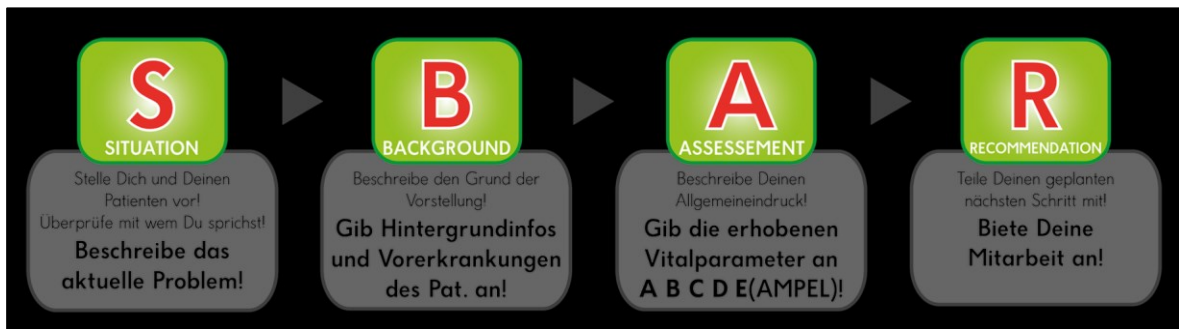 S
SITUATION
Stelle Dich und Deinen
Patienten vor!
Überprüfe mit wem Du sprichst!
Beschreibe das
aktuelle Problem!
B
BACKGROUND
Beschreibe den Grund der
Vorstellung!
Gib Hintergrundinfos
und Vorerkrankungen
des Pat. an!
A
ASSESSEMENT
Beschreibe Deinen
Allgemeineindruck!
Gib die erhobenen
Vitalparameter an
A B C D E(AMPEL)!
R
RECOMMENDATION
Teile Deinen geplanten
nächsten Schritt mit!
Biete Deine
Mitarbeit an!